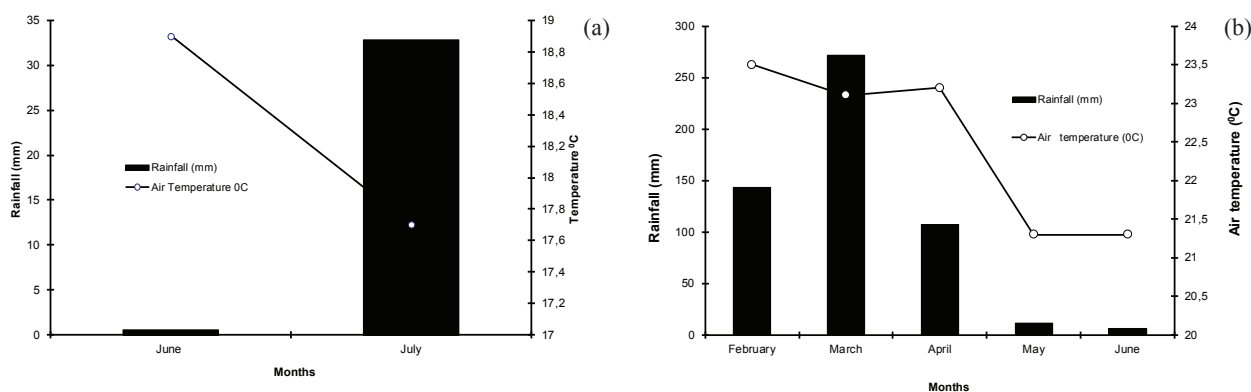 (a)
35
30
25
20
15
10
5
0
Rainfall (mm)
19
18,8
18,6
18,4
18,2
18
17,8
17,6
17,4
17,2
17
Temperature ⁰C
Rainfall (mm)
Air Temperature 0C
June July
Months
(b)
300
250
200
150
100
50
0
Rainfall (mm)
24
23,5
23
22,5
22
21,5
21
20,5
20
Air temperature (⁰C)
Rainfall (mm)
Air temperature (0C)
February March April May June
Months